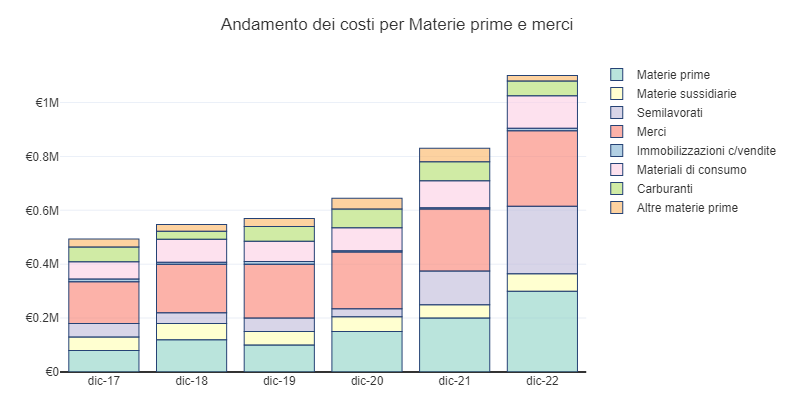 Andamento dei costi per Materie prime e merci
€1M
€0.8M
€0.6M
€0.4M
€0.2M
€0
dic-17
dic-18
dic-19
dic-20
dic-21
dic-22
Materie prime
Materie sussidiarie
Semilavorati
Merci
Immobilizzazioni c/vendite
Materiali di consumo
Carburanti
Altre materie prime